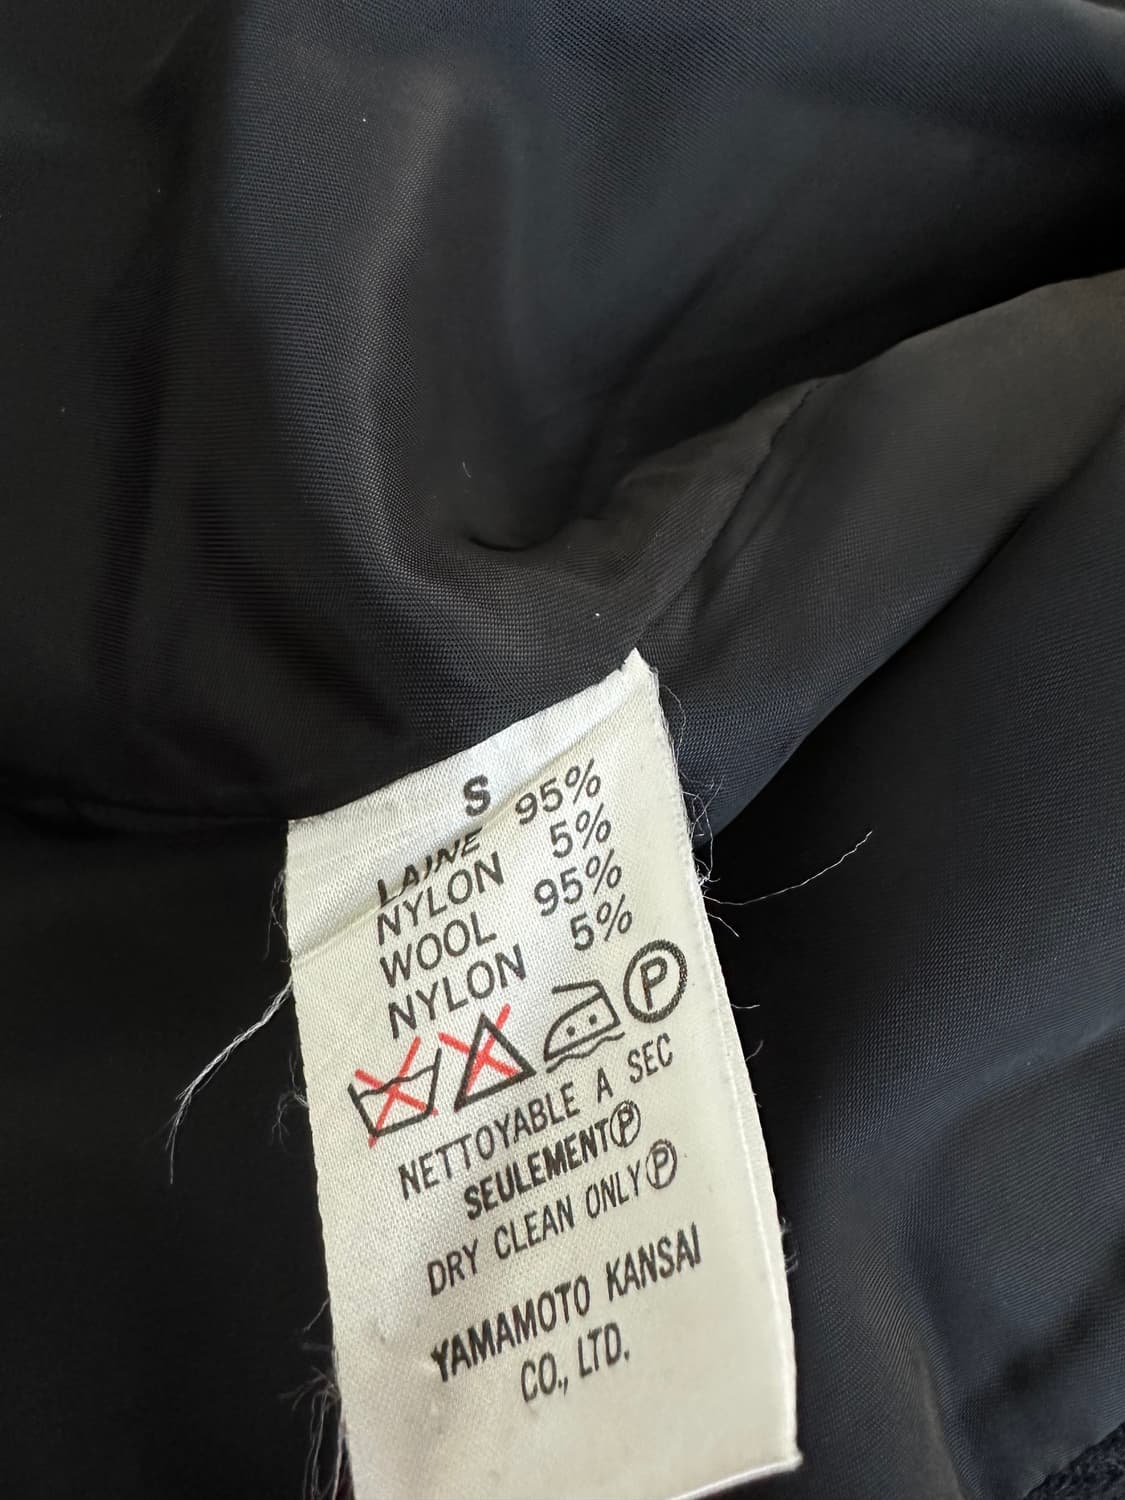 S
LAINE 95%
NYLON 5%
WOOL 95%
NYLON 5%
P
NETTOYABLE A SEC
SEULEMENT Ⓟ
DRY CLEAN ONLY Ⓟ
YAMAMOTO KANSAI
CO., LTD.